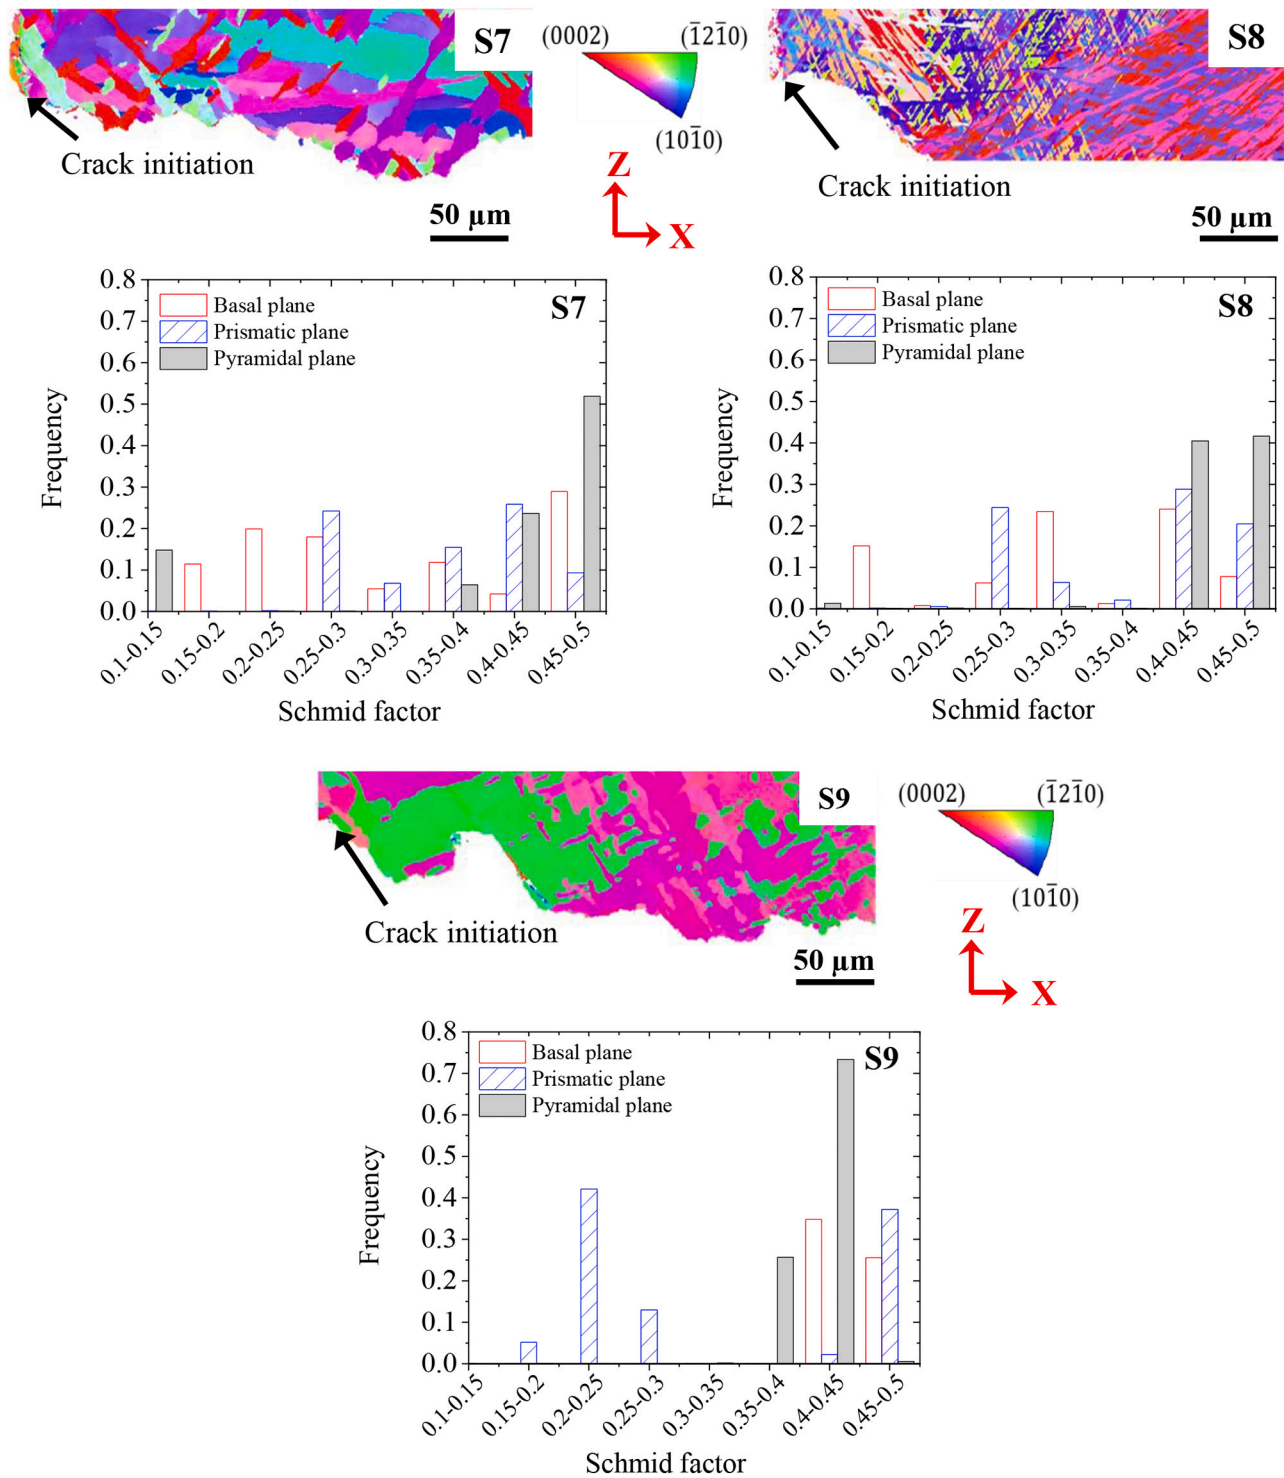 S7
(0002)
(1̅21̅0)
(101̅0)
Crack initiation
Z
X
50 µm
S8
Crack initiation
50 µm
0.8
0.7
0.6
0.5
0.4
0.3
0.2
0.1
0.0
Frequency
Basal plane
Prismatic plane
Pyramidal plane
S7
0.1-0.15
0.15-0.2
0.2-0.25
0.25-0.3
0.3-0.35
0.35-0.4
0.4-0.45
0.45-0.5
Schmid factor
0.8
0.7
0.6
0.5
0.4
0.3
0.2
0.1
0.0
Frequency
Basal plane
Prismatic plane
Pyramidal plane
S8
0.1-0.15
0.15-0.2
0.2-0.25
0.25-0.3
0.3-0.35
0.35-0.4
0.4-0.45
0.45-0.5
Schmid factor
S9
(0002)
(1̅21̅0)
(101̅0)
Crack initiation
Z
X
50 µm
0.8
0.7
0.6
0.5
0.4
0.3
0.2
0.1
0.0
Frequency
Basal plane
Prismatic plane
Pyramidal plane
S9
0.1-0.15
0.15-0.2
0.2-0.25
0.25-0.3
0.3-0.35
0.35-0.4
0.4-0.45
0.45-0.5
Schmid factor